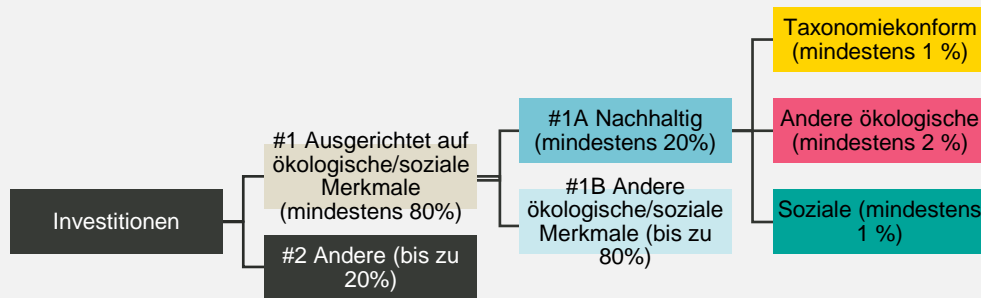 Investitionen
#1 Ausgerichtet auf
ökologische/soziale
Merkmale
(mindestens 80%)
#2 Andere (bis zu
20%)
#1A Nachhaltig
(mindestens 20%)
#1B Andere
ökologische/soziale
Merkmale (bis zu
80%)
Taxonomiekonform
(mindestens 1 %)
Andere ökologische
(mindestens 2 %)
Soziale (mindestens
1 %)